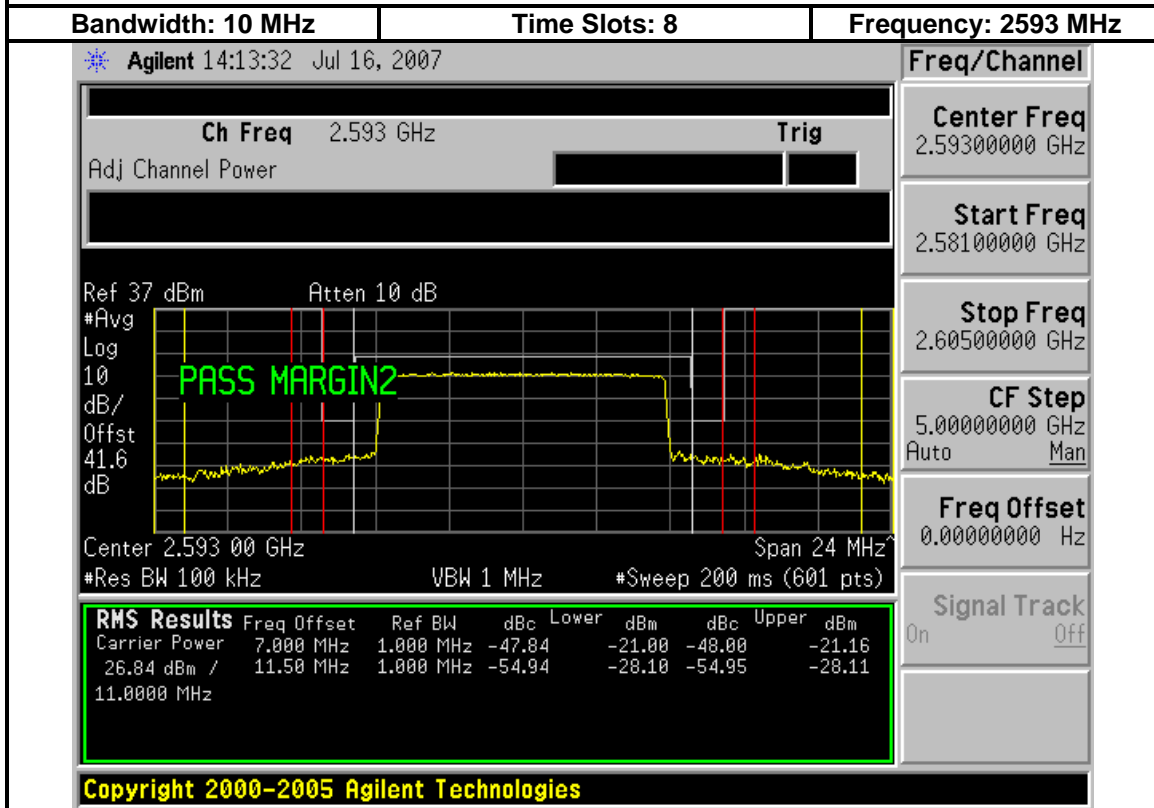 Bandwidth: 10 MHz Time Slots: 8 Frequency: 2593 MHz
Agilent 14:13:32 Jul 16, 2007 Freq/Channel
Ch Freq 2.593 GHz Trig
Adj Channel Power
Center Freq
2.59300000 GHz
Start Freq
2.58100000 GHz
Stop Freq
2.60500000 GHz
CF Step
5.00000000 GHz
Auto Man
Freq Offset
0.00000000 Hz
Signal Track
On Off
Ref 37 dBm Atten 10 dB
#Avg
Log
10
dB/
Offst
41.6
dB
PASS MARGIN2
Center 2.593 00 GHz Span 24 MHz^
#Res BW 100 kHz VBW 1 MHz #Sweep 200 ms (601 pts)
RMS Results Freq Offset Ref BW dBc Lower dBm dBc Upper dBm
Carrier Power 7.000 MHz 1.000 MHz -47.84 -21.00 -48.00 -21.16
26.84 dBm / 11.50 MHz 1.000 MHz -54.94 -28.10 -54.95 -28.11
11.0000 MHz
Copyright 2000-2005 Agilent Technologies